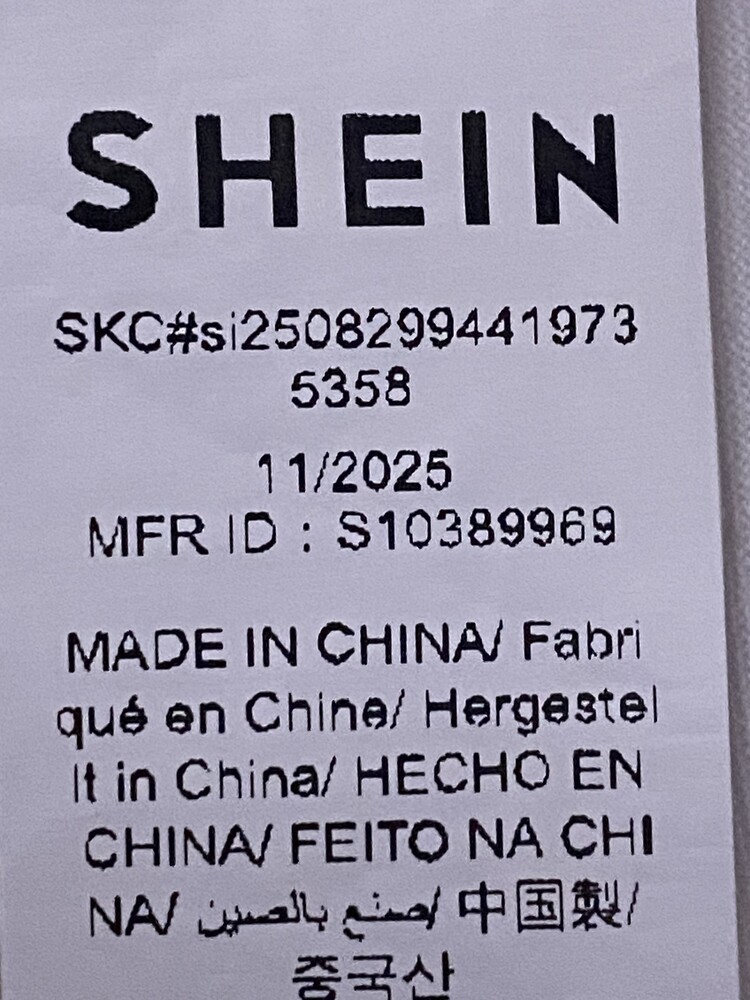 SHEIN
SKC#si2508299441973
5358
11/2025
MFR ID : S10389969
MADE IN CHINA/ Fabri
qué en Chine/ Hergestel
lt in China/ HECHO EN
CHINA/ FEITO NA CHI
NA/ صنع بالصين/ 中国製/
중국산